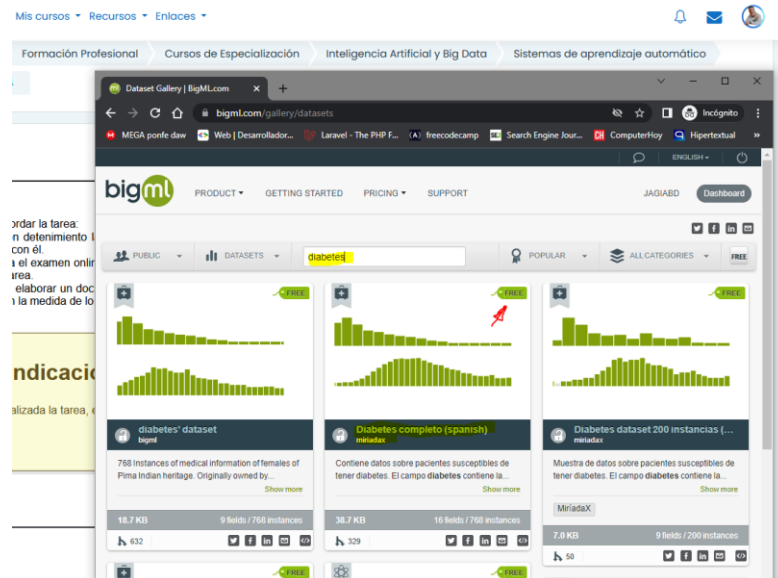 Mis cursos Recursos Enlaces
Formación Profesional Cursos de Especialización Inteligencia Artificial y Big Data Sistemas de aprendizaje automático
Dataset Gallery | BigML.com
bigml.com/gallery/datasets
Incógnito
MEGA ponfe daw Web | Desarrollador... Laravel - The PHP F... freecodecamp Search Engine Jour... ComputerHoy Hipertextual »
ENGLISH
bigml PRODUCT GETTING STARTED PRICING SUPPORT JAGIABD Dashboard
ordar la tarea:
n detenimiento l
con él.
a el examen onlin
area.
elaborar un doc
n la medida de lo
PUBLIC DATASETS diabetes POPULAR ALL CATEGORIES FREE
FREE FREE FREE
ndicacio
alizada la tarea, e
diabetes' dataset
bigml
768 Instances of medical information of females of
Pima Indian heritage. Originally owned by...
Show more
18.7 KB 9 fields / 768 instances
632
Diabetes completo (spanish)
miriadax
Contiene datos sobre pacientes susceptibles de
tener diabetes. El campo diabetes contiene la...
Show more
38.7 KB 16 fields / 768 instances
329
Diabetes dataset 200 instancias (...
miriadax
Muestra de datos sobre pacientes susceptibles de
tener diabetes. El campo diabetes contiene la...
Show more
MiríadaX
7.0 KB 9 fields / 200 instances
50
FREE FREE